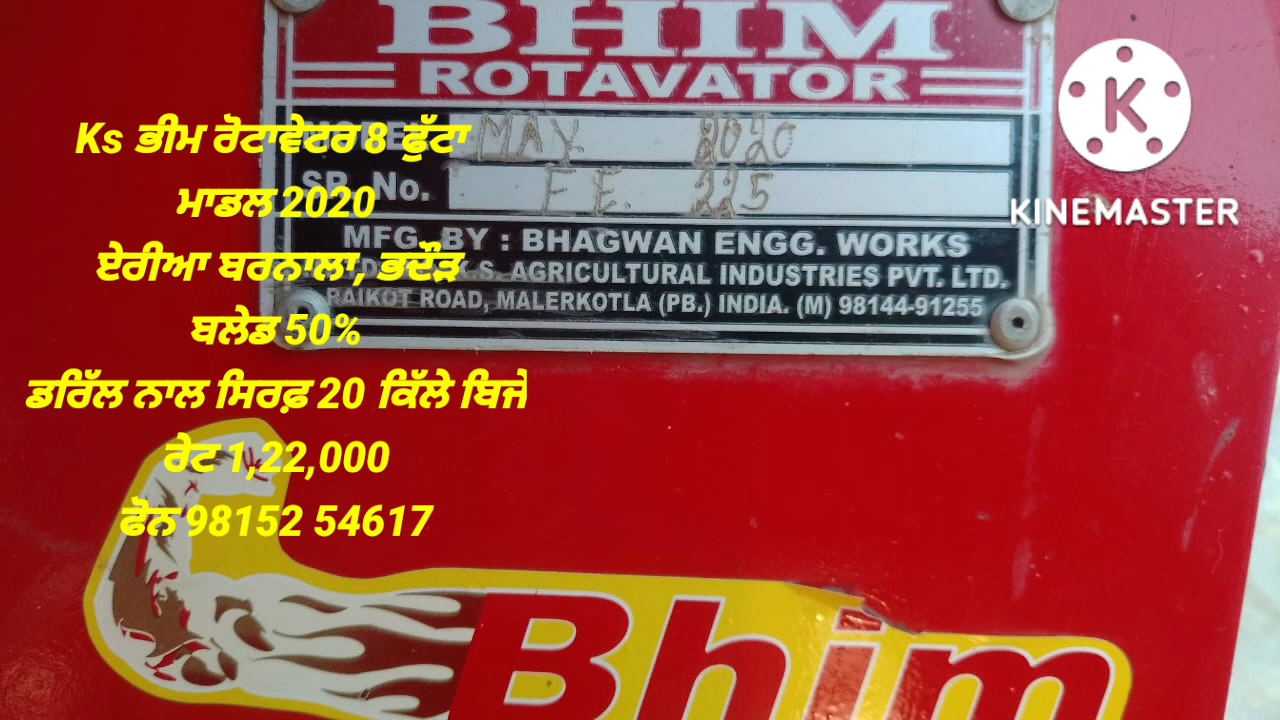 BHIM
ROTAVATOR
MAY 2020
SR. No. EE. 225
MFG. BY : BHAGWAN ENGG. WORKS
K.S. AGRICULTURAL INDUSTRIES PVT. LTD.
RAIKOT ROAD, MALERKOTLA (PB.) INDIA. (M) 98144-91255
Ks ਭੀਮ ਰੋਟਾਵੇਟਰ 8 ਫੁੱਟਾ
ਮਾਡਲ 2020
ਏਰੀਆ ਬਰਨਾਲਾ, ਭਦੌੜ
ਬਲੇਡ 50%
ਡਰਿੱਲ ਨਾਲ ਸਿਰਫ਼ 20 ਕਿੱਲੇ ਬਿਜੇ
ਰੇਟ 1,22,000
ਫੋਨ 98152 54617
K
KINEMASTER
Bhim